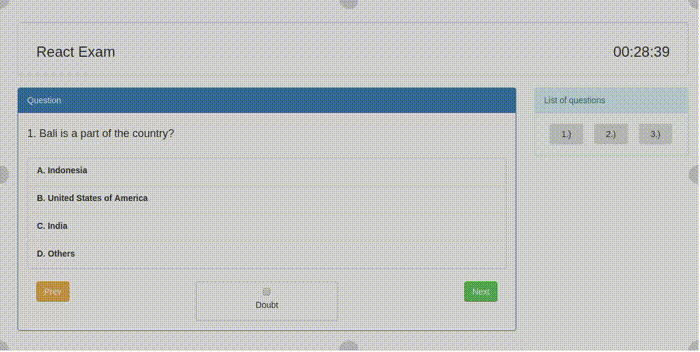 React Exam
00:28:39
Question
1. Bali is a part of the country?
A. Indonesia
B. United States of America
C. India
D. Others
Prev
Doubt
Next
List of questions
1.)
2.)
3.)